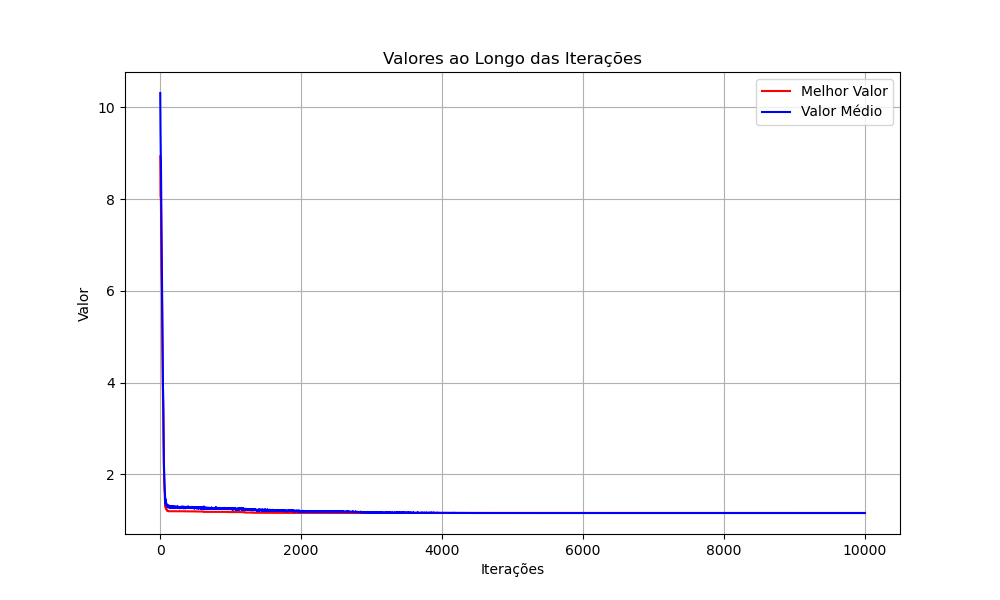 Valores ao Longo das Iterações
Melhor Valor
Valor Médio
10
8
6
4
2
Valor
0 2000 4000 6000 8000 10000
Iterações